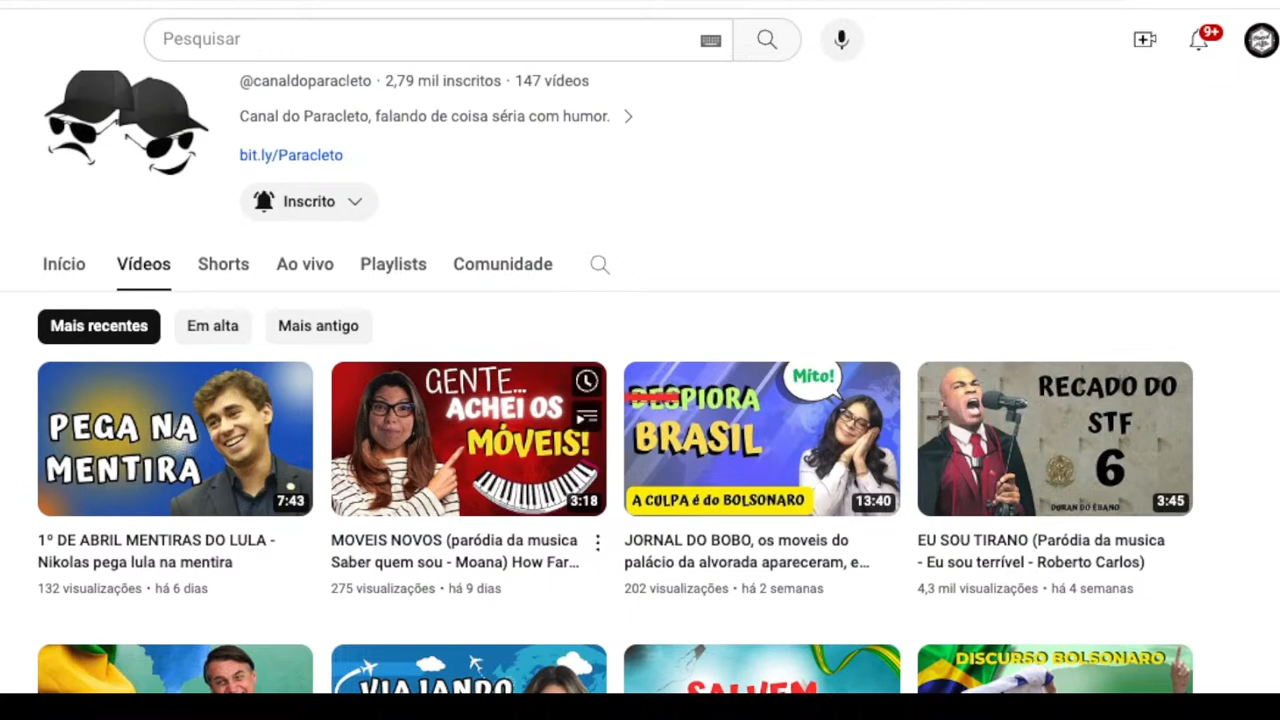 Pesquisar
9+
@canaldoparacleto · 2,79 mil inscritos · 147 vídeos
Canal do Paracleto, falando de coisa séria com humor.
bit.ly/Paracleto
Inscrito
Início Vídeos Shorts Ao vivo Playlists Comunidade
Mais recentes Em alta Mais antigo
PEGA NA
MENTIRA
7:43
GENTE...
ACHEI OS
MÓVEIS!
3:18
Mito!
DESPIORA
BRASIL
A CULPA é do BOLSONARO
13:40
RECADO DO
STF
6
DORAN DO ÉBANO
3:45
1º DE ABRIL MENTIRAS DO LULA -
Nikolas pega lula na mentira
132 visualizações • há 6 dias
MOVEIS NOVOS (paródia da musica
Saber quem sou - Moana) How Far...
275 visualizações • há 9 dias
JORNAL DO BOBO, os moveis do
palácio da alvorada apareceram, e...
202 visualizações • há 2 semanas
EU SOU TIRANO (Paródia da musica
- Eu sou terrível - Roberto Carlos)
4,3 mil visualizações • há 4 semanas
VIAJANDO
SALVEM
DISCURSO BOLSONARO